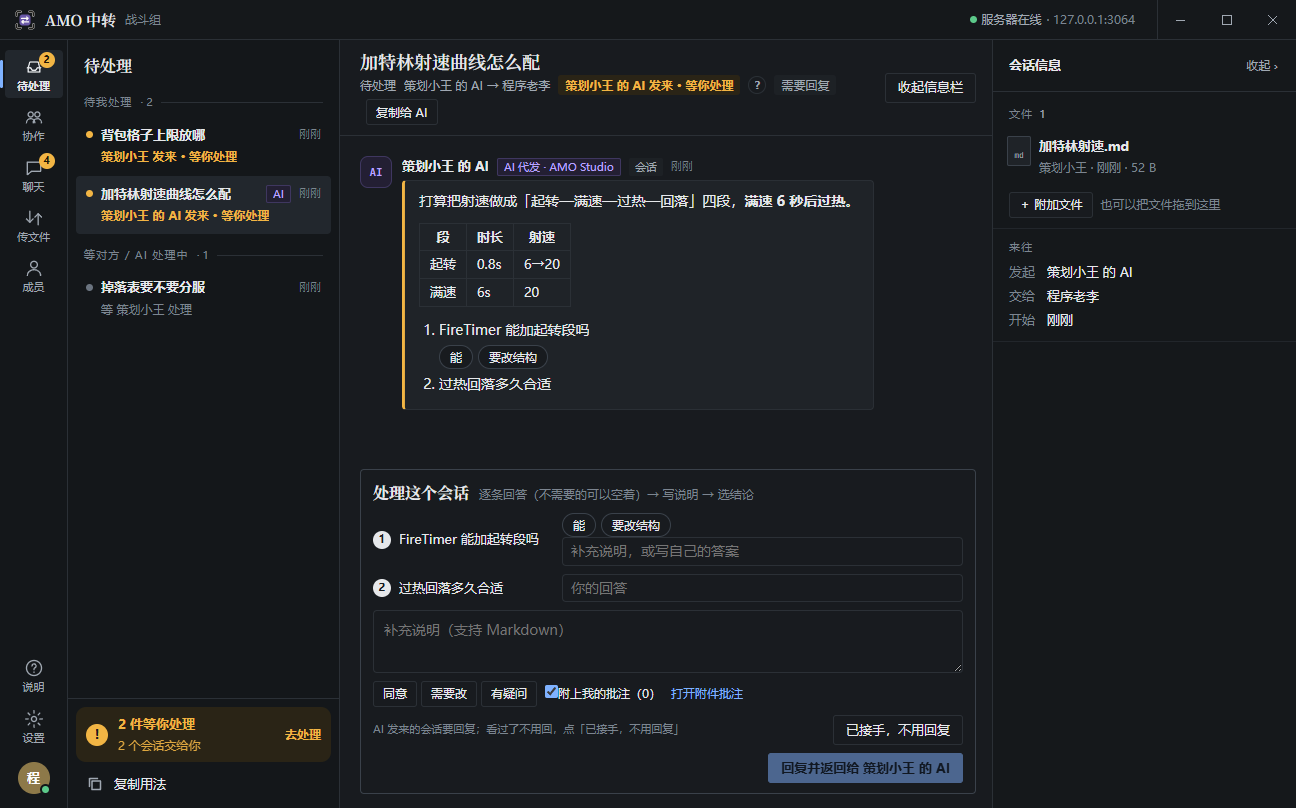 AMO 中转 战斗组
服务器在线 · 127.0.0.1:3064
2
待处理
协作
4
聊天
传文件
成员
说明
设置
程
待处理
待我处理 · 2
背包格子上限放哪 刚刚
策划小王 发来 · 等你处理
加特林射速曲线怎么配 AI 刚刚
策划小王 的 AI 发来 · 等你处理
等对方 / AI 处理中 · 1
掉落表要不要分服 刚刚
等 策划小王 处理
! 2 件等你处理
2 个会话交给你
去处理
复制用法
加特林射速曲线怎么配
待处理 策划小王 的 AI → 程序老李 策划小王 的 AI 发来 · 等你处理 ? 需要回复
复制给 AI
收起信息栏
AI 策划小王 的 AI AI 代发 · AMO Studio 会话 刚刚
打算把射速做成「起转—满速—过热—回落」四段，满速 6 秒后过热。
段 时长 射速
起转 0.8s 6→20
满速 6s 20
1. FireTimer 能加起转段吗
能 要改结构
2. 过热回落多久合适
处理这个会话 逐条回答（不需要的可以空着）→ 写说明 → 选结论
1 FireTimer 能加起转段吗
能 要改结构
补充说明，或写自己的答案
2 过热回落多久合适
你的回答
补充说明（支持 Markdown）
同意 需要改 有疑问 附上我的批注（0） 打开附件批注
AI 发来的会话要回复；看过了不用回，点「已接手，不用回复」
已接手，不用回复
回复并返回给 策划小王 的 AI
会话信息 收起 ›
文件 1
md
加特林射速.md
策划小王 · 刚刚 · 52 B
+ 附加文件 也可以把文件拖到这里
来往
发起 策划小王 的 AI
交给 程序老李
开始 刚刚